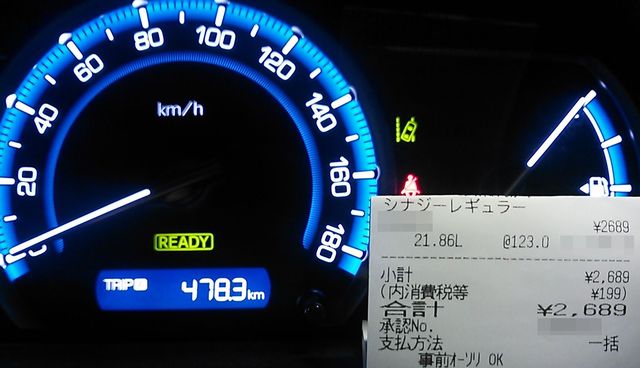 20
40
60
80
100
120
140
160
180
km/h
READY
TRIP
478.3 km
シナジーレギュラー
¥2689
21.86L @123.0
小計 ¥2,689
(内消費税等 ¥199)
合計 ¥2,689
承認No.
支払方法 一括
事前オーソリ OK